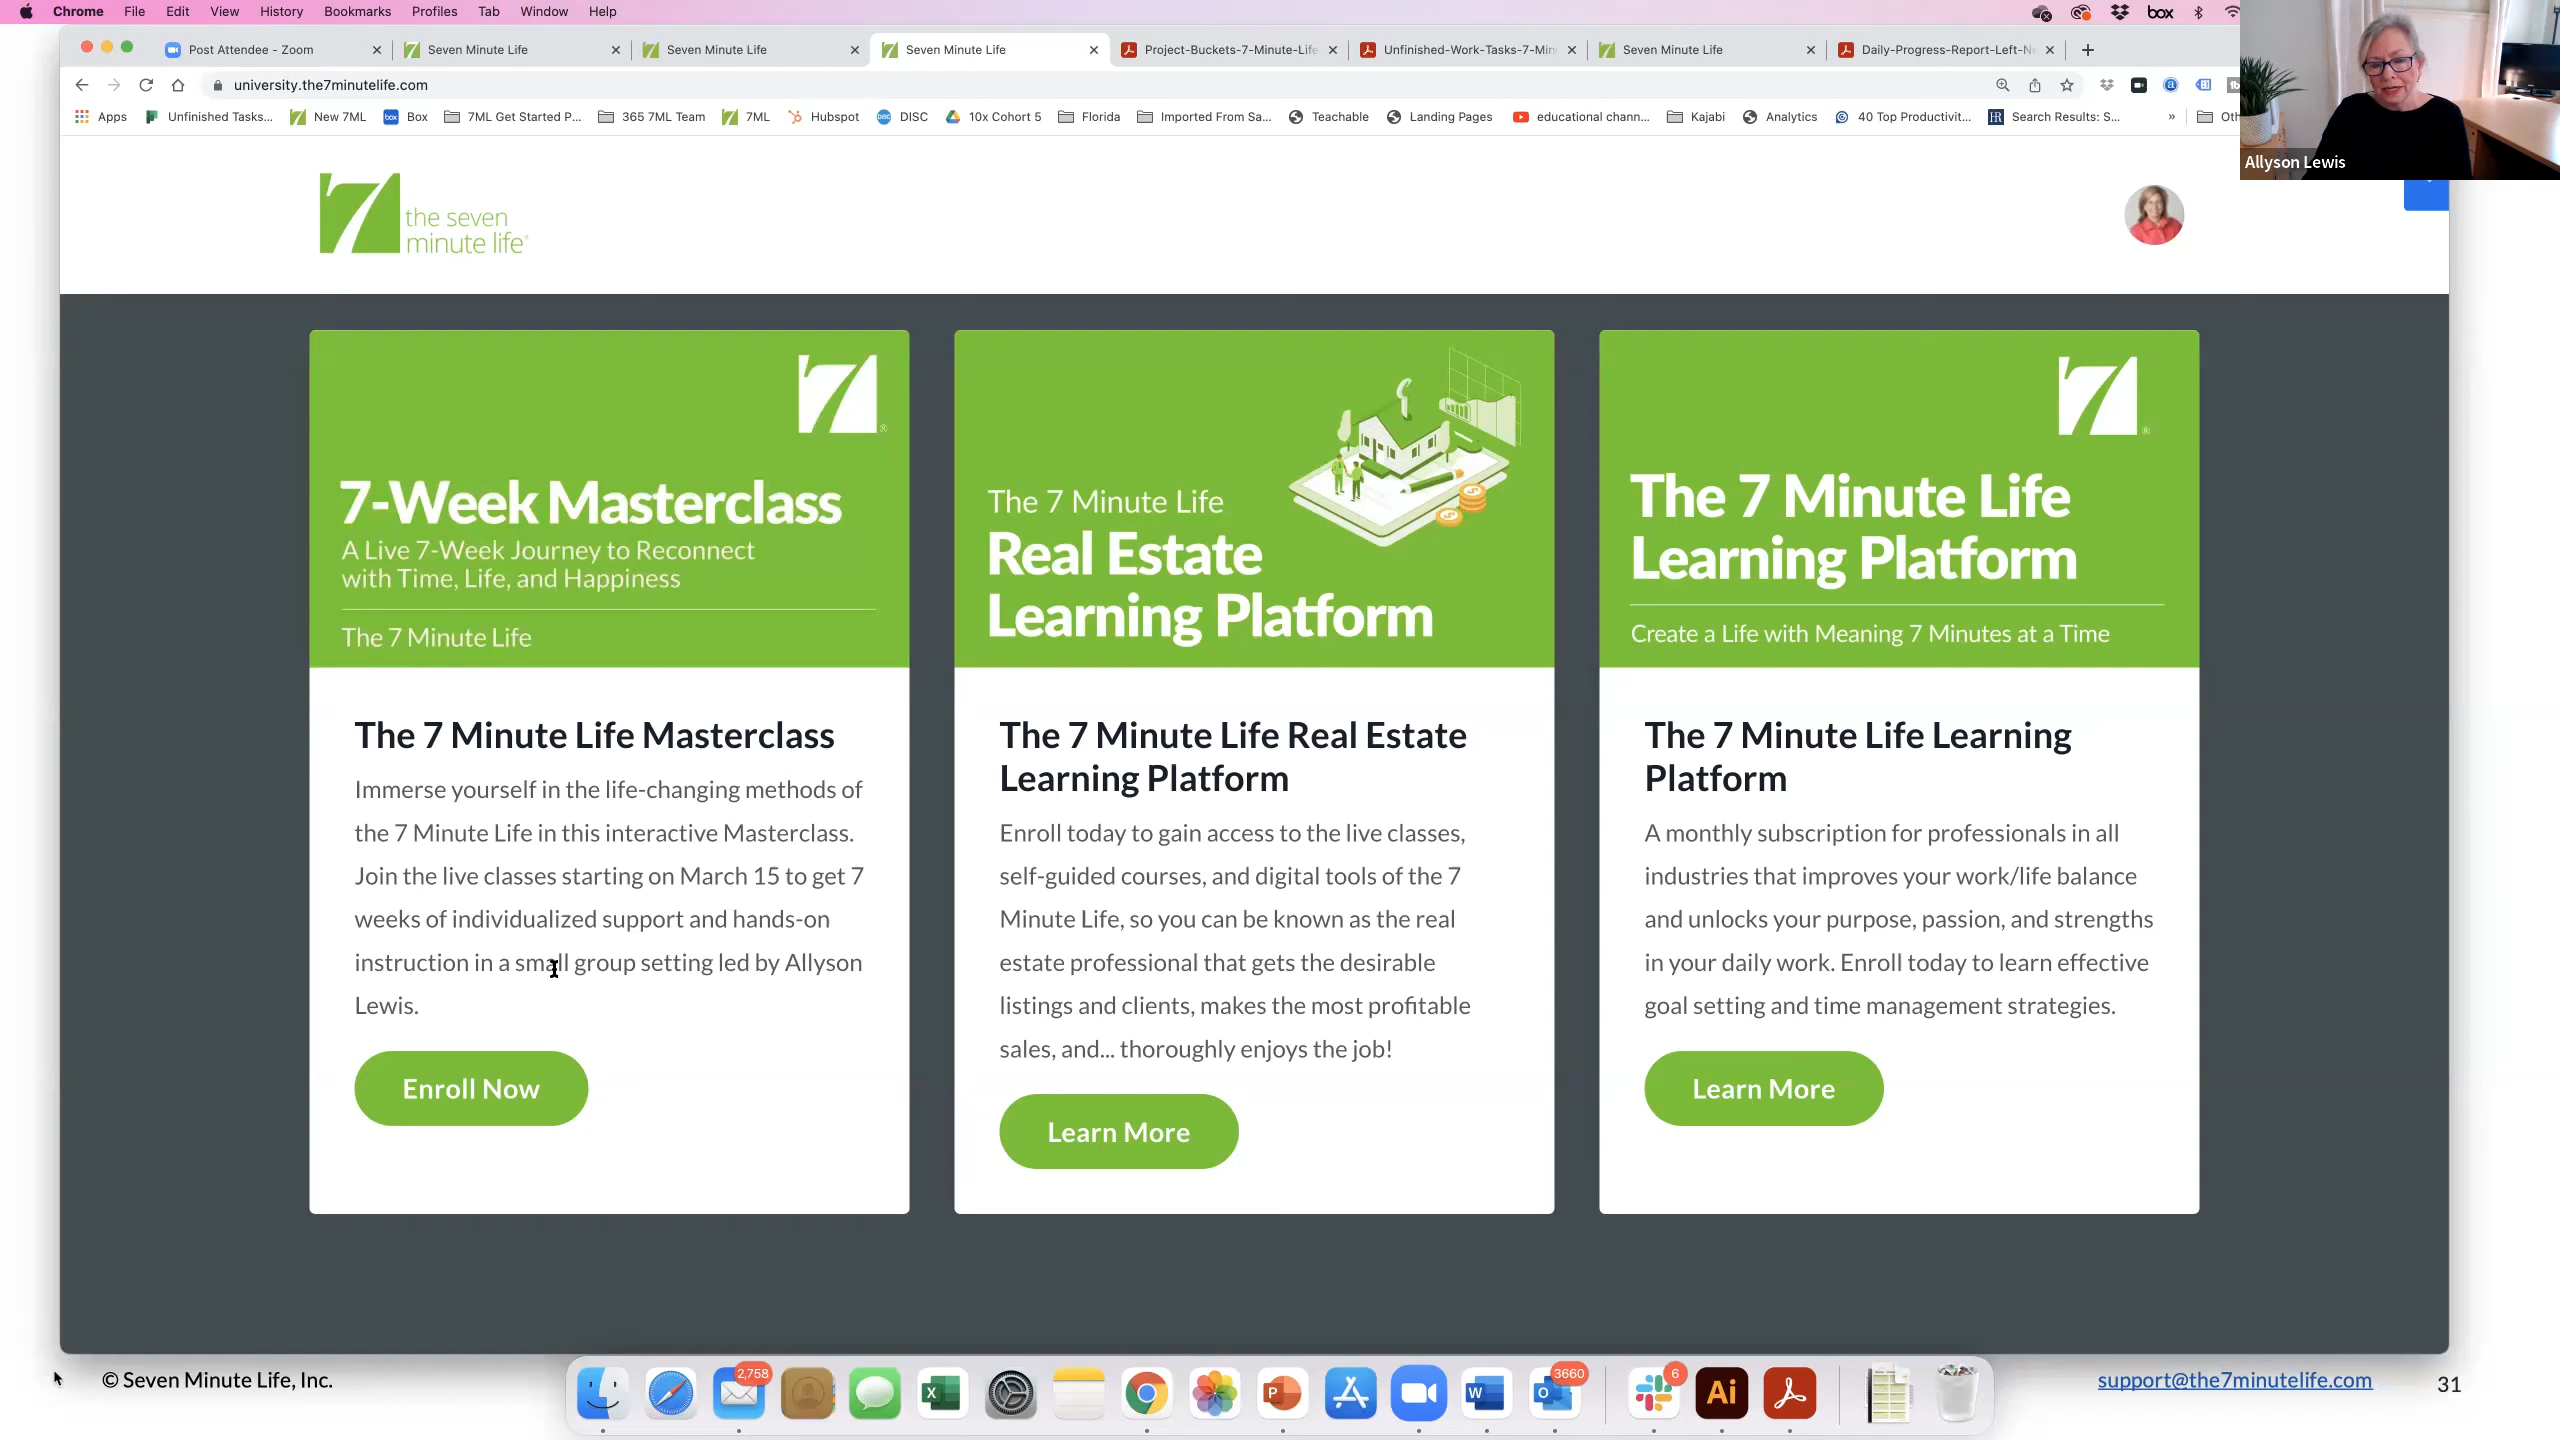 Chrome File Edit View History Bookmarks Profiles Tab Window Help box
Post Attendee - Zoom
Seven Minute Life
Seven Minute Life
Seven Minute Life
Project-Buckets-7-Minute-Life
Unfinished-Work-Tasks-7-Min
Seven Minute Life
Daily-Progress-Report-Left-N
university.the7minutelife.com
Apps Unfinished Tasks... New 7ML Box 7ML Get Started P... 365 7ML Team 7ML Hubspot DISC 10x Cohort 5 Florida Imported From Sa... Teachable Landing Pages educational chann... Kajabi Analytics 40 Top Productivit... Search Results: S... » Oth
Allyson Lewis
7 the seven
minute life®
7®
7-Week Masterclass
A Live 7-Week Journey to Reconnect
with Time, Life, and Happiness
The 7 Minute Life
The 7 Minute Life Masterclass
Immerse yourself in the life-changing methods of
the 7 Minute Life in this interactive Masterclass.
Join the live classes starting on March 15 to get 7
weeks of individualized support and hands-on
instruction in a small group setting led by Allyson
Lewis.
Enroll Now
The 7 Minute Life
Real Estate
Learning Platform
The 7 Minute Life Real Estate
Learning Platform
Enroll today to gain access to the live classes,
self-guided courses, and digital tools of the 7
Minute Life, so you can be known as the real
estate professional that gets the desirable
listings and clients, makes the most profitable
sales, and... thoroughly enjoys the job!
Learn More
7®
The 7 Minute Life
Learning Platform
Create a Life with Meaning 7 Minutes at a Time
The 7 Minute Life Learning
Platform
A monthly subscription for professionals in all
industries that improves your work/life balance
and unlocks your purpose, passion, and strengths
in your daily work. Enroll today to learn effective
goal setting and time management strategies.
Learn More
© Seven Minute Life, Inc.
2,758
3660
6
X P W O Ai
support@the7minutelife.com
31